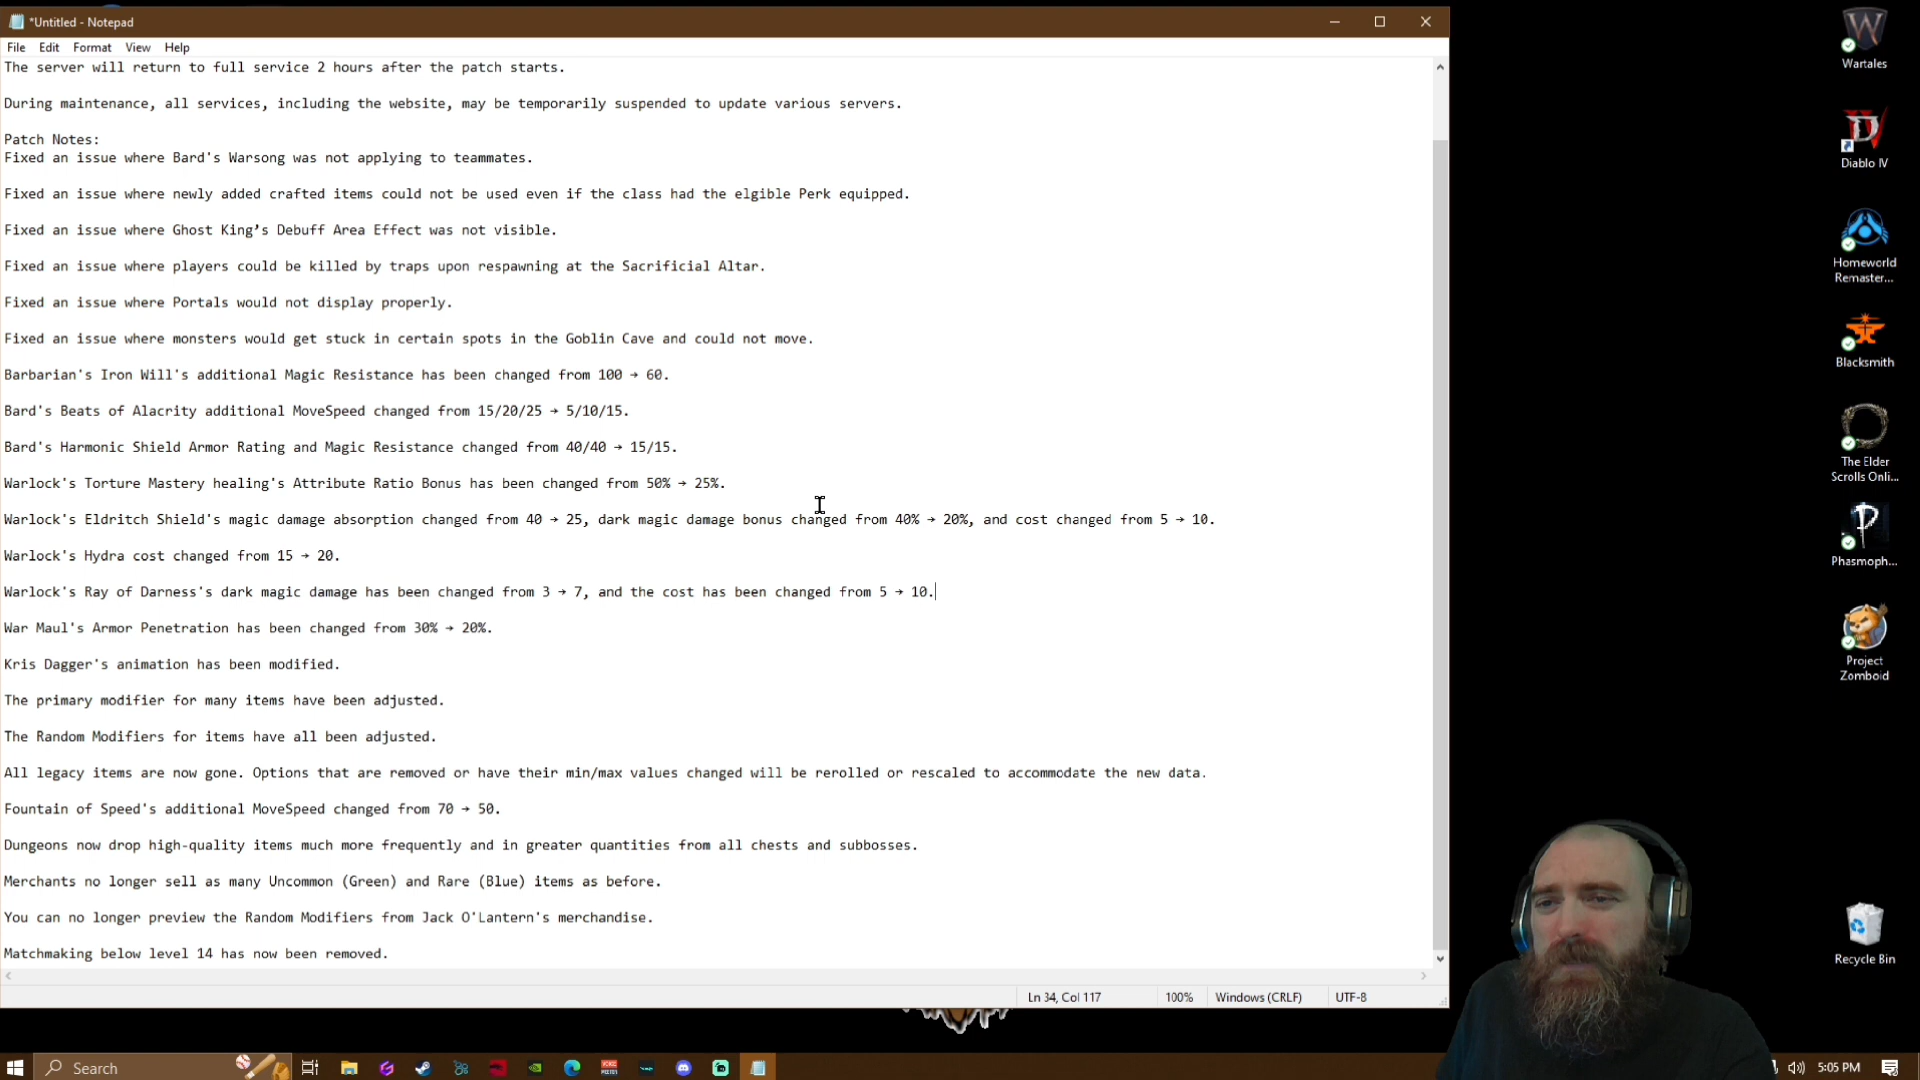 *Untitled - Notepad
File Edit Format View Help
The server will return to full service 2 hours after the patch starts.
During maintenance, all services, including the website, may be temporarily suspended to update various servers.
Patch Notes:
Fixed an issue where Bard's Warsong was not applying to teammates.
Fixed an issue where newly added crafted items could not be used even if the class had the elgible Perk equipped.
Fixed an issue where Ghost King’s Debuff Area Effect was not visible.
Fixed an issue where players could be killed by traps upon respawning at the Sacrificial Altar.
Fixed an issue where Portals would not display properly.
Fixed an issue where monsters would get stuck in certain spots in the Goblin Cave and could not move.
Barbarian's Iron Will's additional Magic Resistance has been changed from 100 → 60.
Bard's Beats of Alacrity additional MoveSpeed changed from 15/20/25 → 5/10/15.
Bard's Harmonic Shield Armor Rating and Magic Resistance changed from 40/40 → 15/15.
Warlock's Torture Mastery healing's Attribute Ratio Bonus has been changed from 50% → 25%.
Warlock's Eldritch Shield's magic damage absorption changed from 40 → 25, dark magic damage bonus changed from 40% → 20%, and cost changed from 5 → 10.
Warlock's Hydra cost changed from 15 → 20.
Warlock's Ray of Darness's dark magic damage has been changed from 3 → 7, and the cost has been changed from 5 → 10.
War Maul's Armor Penetration has been changed from 30% → 20%.
Kris Dagger's animation has been modified.
The primary modifier for many items have been adjusted.
The Random Modifiers for items have all been adjusted.
All legacy items are now gone. Options that are removed or have their min/max values changed will be rerolled or rescaled to accommodate the new data.
Fountain of Speed's additional MoveSpeed changed from 70 → 50.
Dungeons now drop high-quality items much more frequently and in greater quantities from all chests and subbosses.
Merchants no longer sell as many Uncommon (Green) and Rare (Blue) items as before.
You can no longer preview the Random Modifiers from Jack O'Lantern's merchandise.
Matchmaking below level 14 has now been removed.
Ln 34, Col 117 100% Windows (CRLF) UTF-8
Wartales
Diablo IV
Homeworld
Remaster...
Blacksmith
The Elder
Scrolls Onli...
Phasmoph...
Project
Zomboid
Recycle Bin
Search
5:05 PM